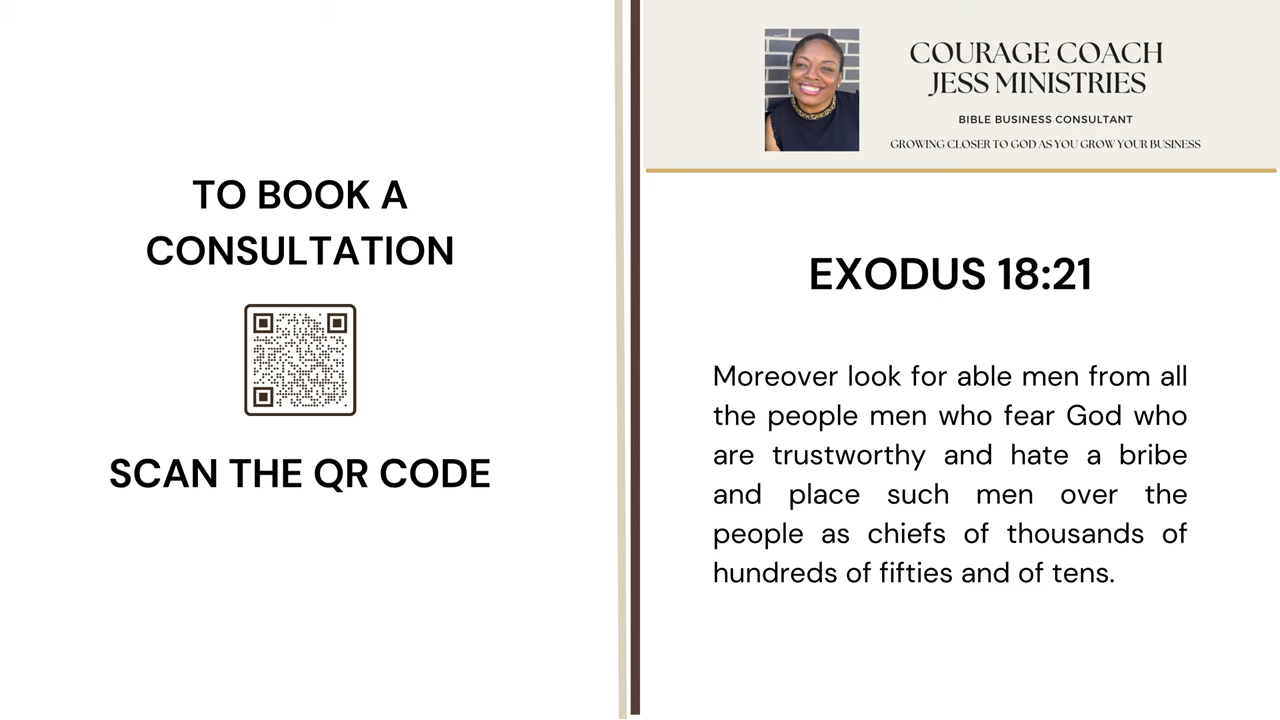 TO BOOK A
CONSULTATION
SCAN THE QR CODE
COURAGE COACH
JESS MINISTRIES
BIBLE BUSINESS CONSULTANT
GROWING CLOSER TO GOD AS YOU GROW YOUR BUSINESS
EXODUS 18:21
Moreover look for able men from all
the people men who fear God who
are trustworthy and hate a bribe
and place such men over the
people as chiefs of thousands of
hundreds of fifties and of tens.